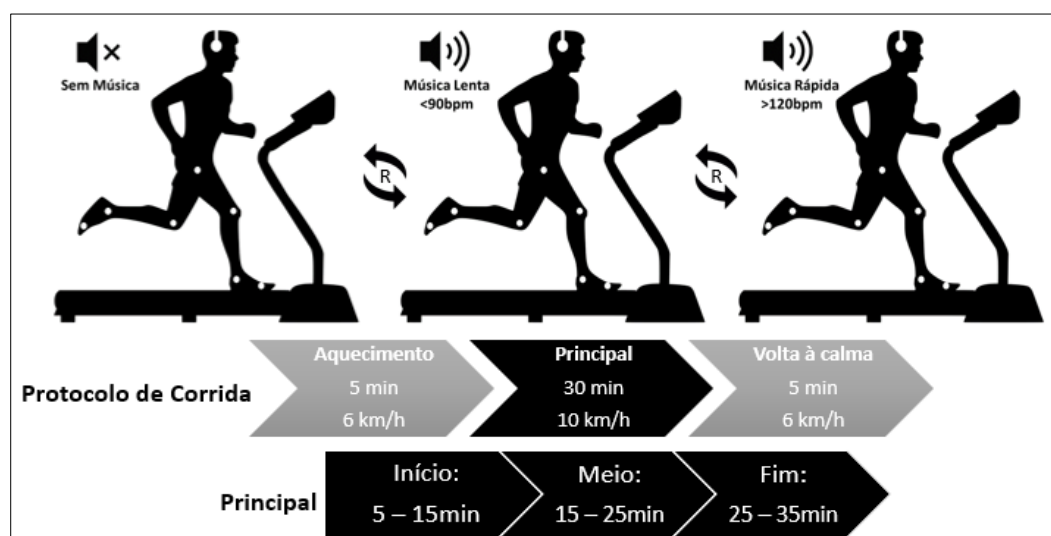 Sem Música
Música Lenta
<90bpm
Música Rápida
>120bpm
R
R
Protocolo de Corrida
Aquecimento
5 min
6 km/h
Principal
30 min
10 km/h
Volta à calma
5 min
6 km/h
Principal
Início:
5 – 15min
Meio:
15 – 25min
Fim:
25 – 35min